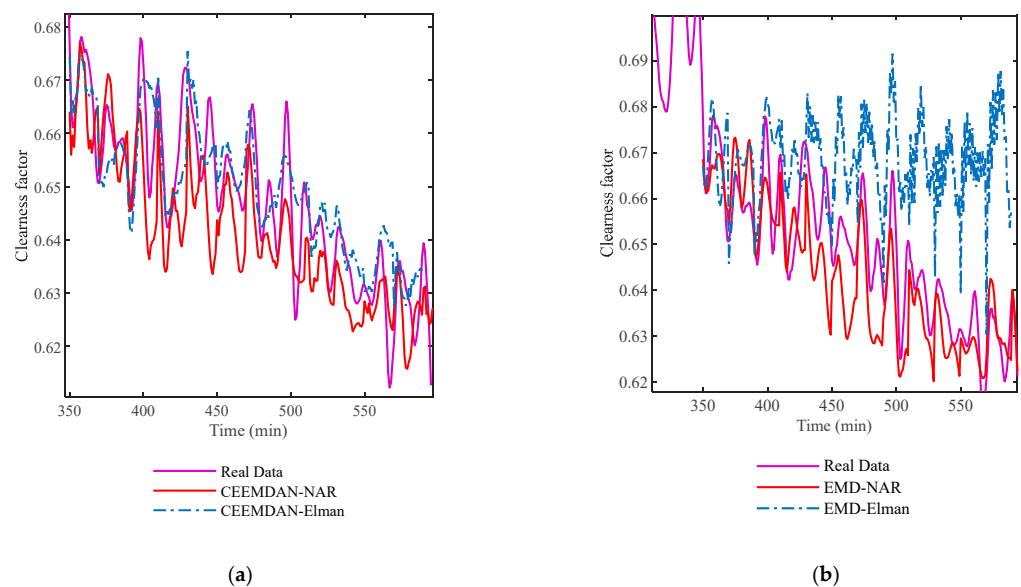 0.68
0.67
0.66
0.65
0.64
0.63
0.62
Clearness factor
350
400
450
500
550
Time (min)
Real Data
CEEMDAN-NAR
CEEMDAN-Elman
(a)
0.69
0.68
0.67
0.66
0.65
0.64
0.63
0.62
Clearness factor
350
400
450
500
550
Time (min)
Real Data
EMD-NAR
EMD-Elman
(b)